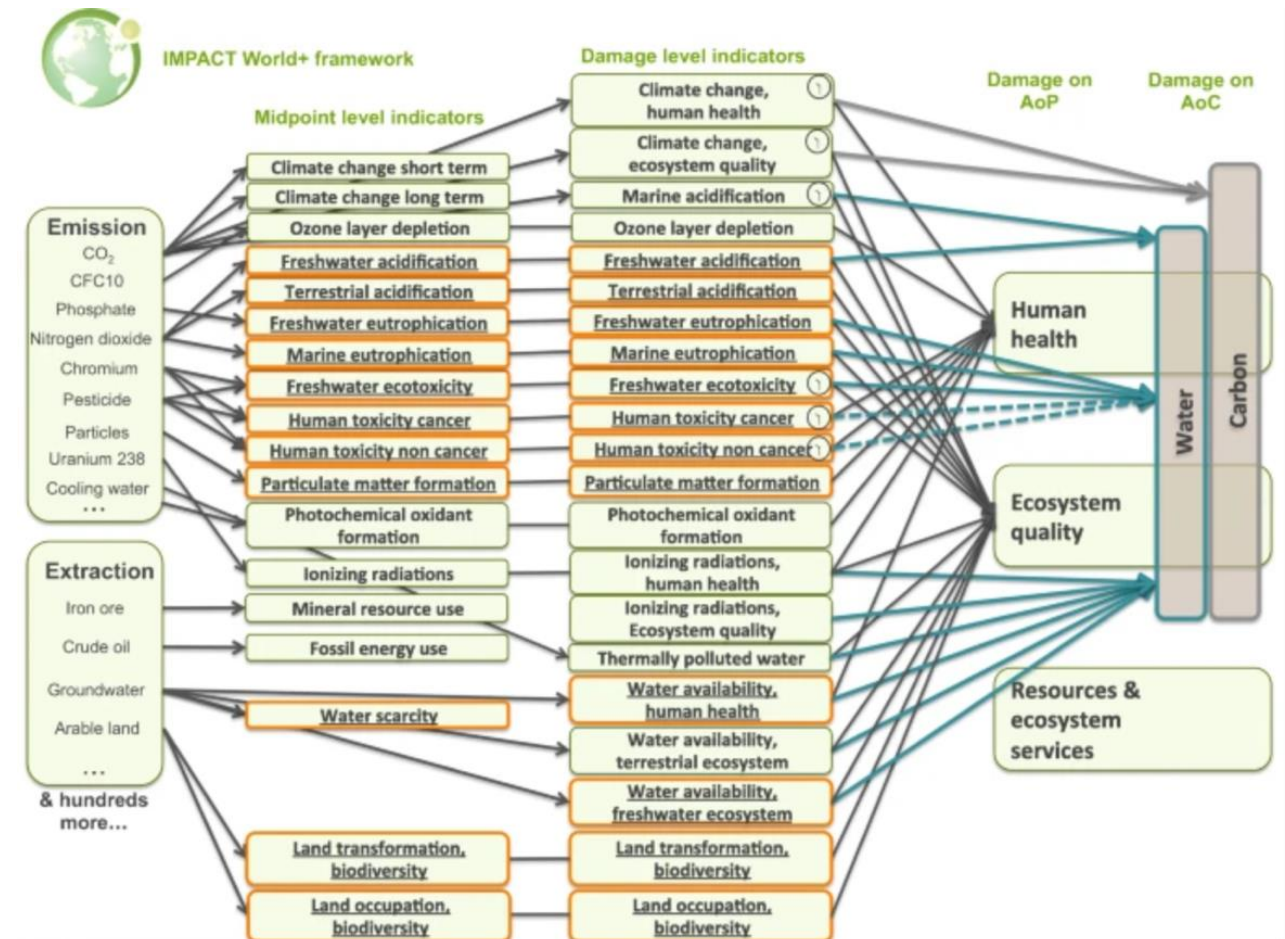 IMPACT World+ framework
Midpoint level indicators
Damage level indicators
Damage on
AoP
Damage on
AoC
Emission
CO₂
CFC10
Phosphate
Nitrogen dioxide
Chromium
Pesticide
Particles
Uranium 238
Cooling water
...
Extraction
Iron ore
Crude oil
Groundwater
Arable land
...
& hundreds
more...
Climate change short term
Climate change long term
Ozone layer depletion
Freshwater acidification
Terrestrial acidification
Freshwater eutrophication
Marine eutrophication
Freshwater ecotoxicity
Human toxicity cancer
Human toxicity non cancer
Particulate matter formation
Photochemical oxidant
formation
Ionizing radiations
Mineral resource use
Fossil energy use
Water scarcity
Land transformation,
biodiversity
Land occupation,
biodiversity
Climate change,
human health
Climate change,
ecosystem quality
Marine acidification
Ozone layer depletion
Freshwater acidification
Terrestrial acidification
Freshwater eutrophication
Marine eutrophication
Freshwater ecotoxicity
Human toxicity cancer
Human toxicity non cancer
Particulate matter formation
Photochemical oxidant
formation
Ionizing radiations,
human health
Ionizing radiations,
Ecosystem quality
Thermally polluted water
Water availability,
human health
Water availability,
terrestrial ecosystem
Water availability,
freshwater ecosystem
Land transformation,
biodiversity
Land occupation,
biodiversity
Human
health
Ecosystem
quality
Resources &
ecosystem
services
Water
Carbon